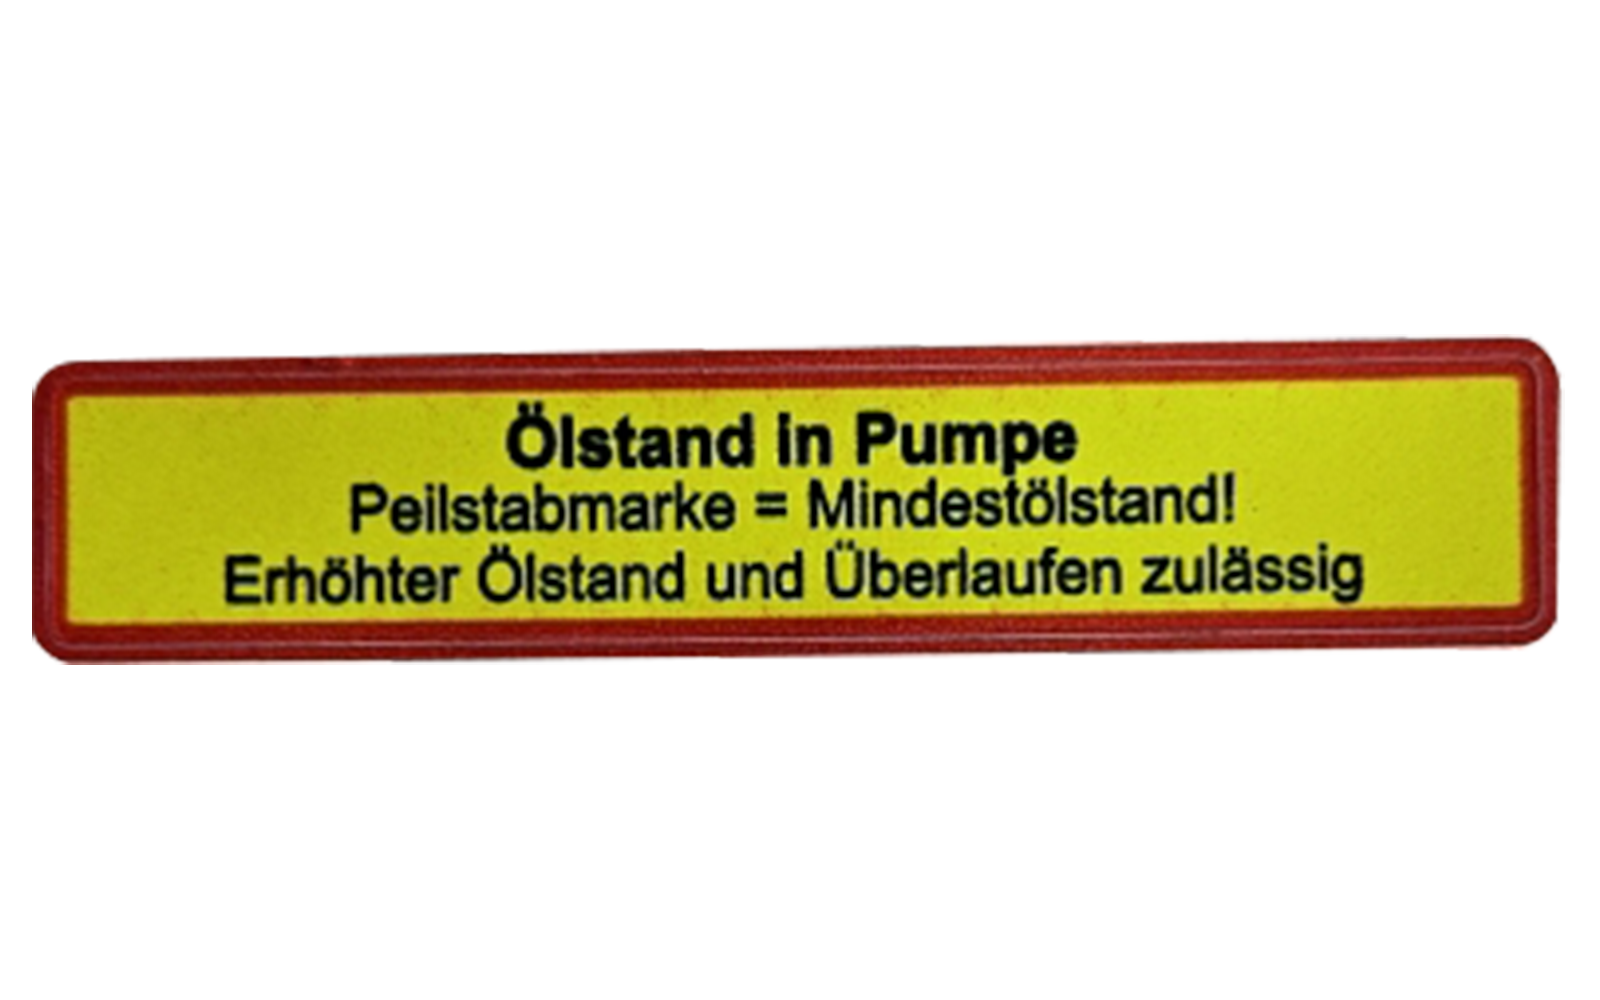 Ölstand in Pumpe
Peilstabmarke = Mindestölstand!
Erhöhter Ölstand und Überlaufen zulässig